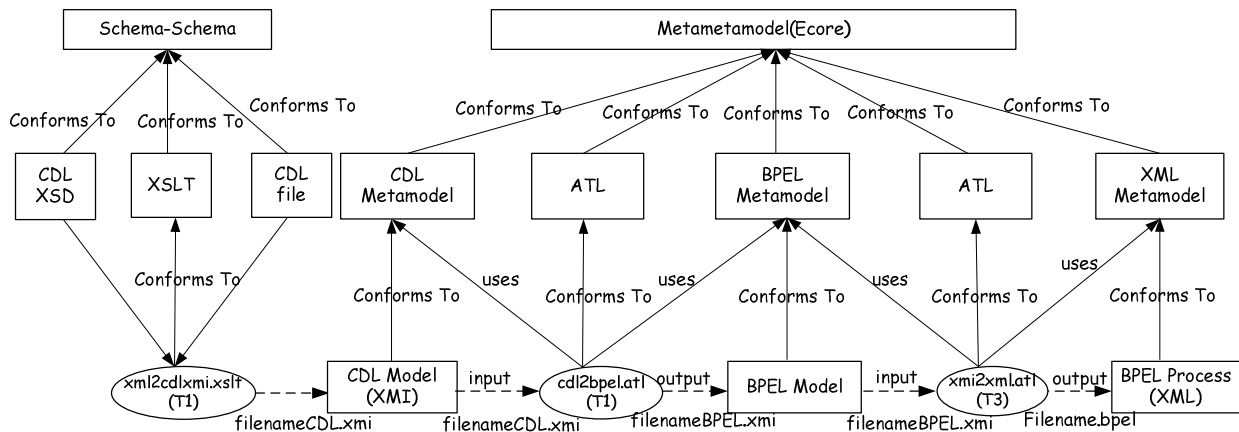 Schema-Schema
Metametamodel(Ecore)
Conforms To
Conforms To
Conforms To
Conforms To
Conforms To
Conforms To
Conforms To
Conforms To
CDL
XSD
XSLT
CDL
file
CDL
Metamodel
ATL
BPEL
Metamodel
ATL
XML
Metamodel
Conforms To
Conforms To
uses
Conforms To
uses
Conforms To
uses
Conforms To
uses
Conforms To
xml2cdlxmi.xslt
(T1)
CDL Model
(XMI)
input
cdl2bpel.atl
(T1)
output
BPEL Model
input
xmi2xml.atl
(T3)
output
BPEL Process
(XML)
filenameCDL.xmi
filenameCDL.xmi
filenameBPEL.xmi
filenameBPEL.xmi
Filename.bpel